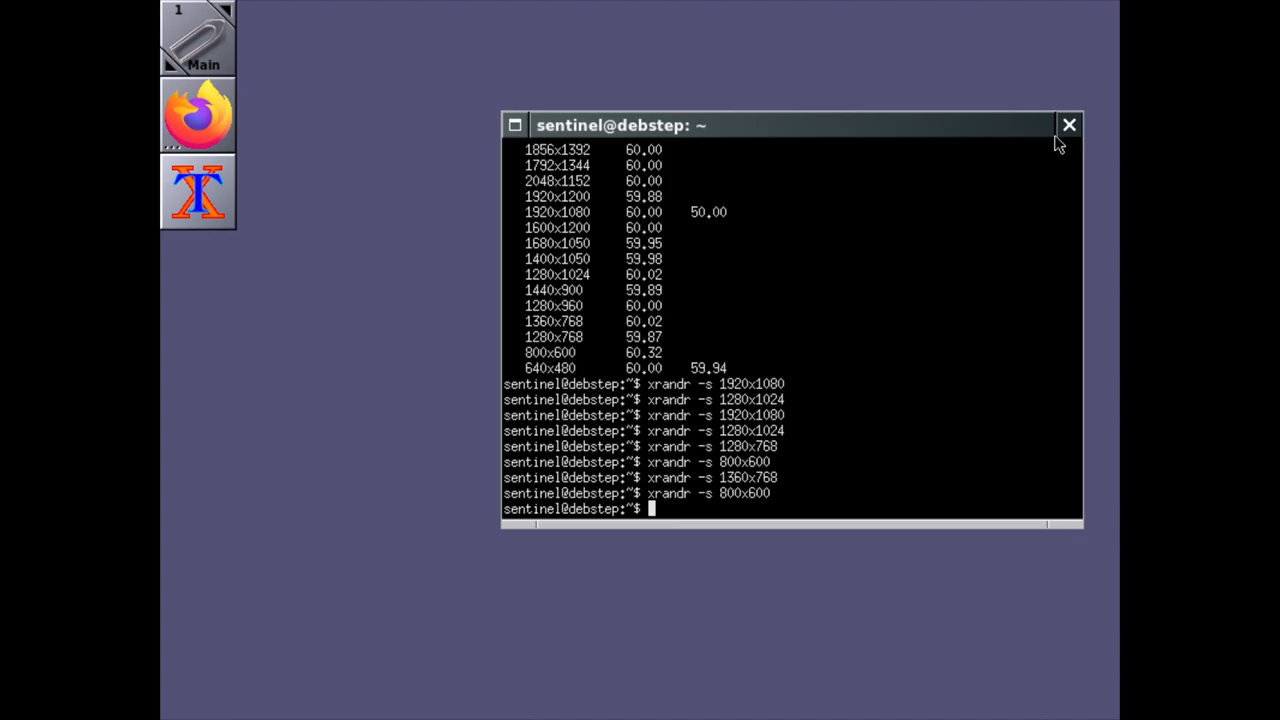 1
Main
sentinel@debstep: ~
1856x1392 60.00
1792x1344 60.00
2048x1152 60.00
1920x1200 59.88
1920x1080 60.00 50.00
1600x1200 60.00
1680x1050 59.95
1400x1050 59.98
1280x1024 60.02
1440x900 59.89
1280x960 60.00
1360x768 60.02
1280x768 59.87
800x600 60.32
640x480 60.00 59.94
sentinel@debstep:~$ xrandr -s 1920x1080
sentinel@debstep:~$ xrandr -s 1280x1024
sentinel@debstep:~$ xrandr -s 1920x1080
sentinel@debstep:~$ xrandr -s 1280x1024
sentinel@debstep:~$ xrandr -s 1280x768
sentinel@debstep:~$ xrandr -s 800x600
sentinel@debstep:~$ xrandr -s 1360x768
sentinel@debstep:~$ xrandr -s 800x600
sentinel@debstep:~$